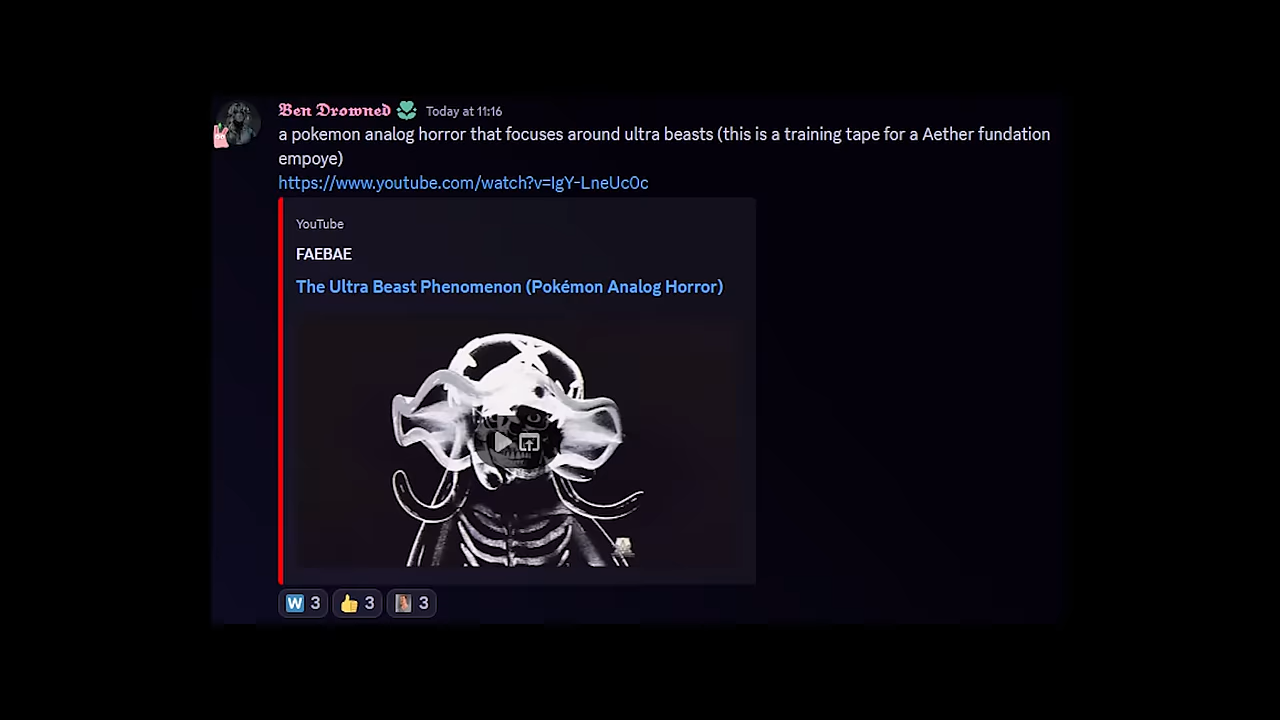 Ben Drowned Today at 11:16
a pokemon analog horror that focuses around ultra beasts (this is a training tape for a Aether fundation
empoye)
https://www.youtube.com/watch?v=IgY-LneUc0c
YouTube
FAEBAE
The Ultra Beast Phenomenon (Pokémon Analog Horror)
W 3 3 3